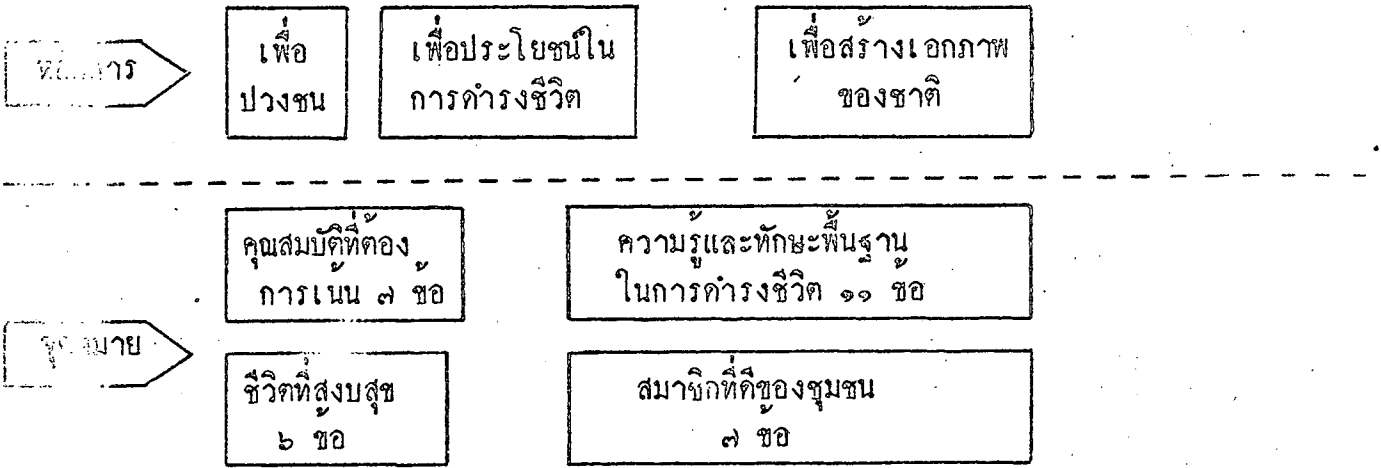 เพื่อ
ปวงชน
เพื่อประโยชน์ใน
การดำรงชีวิต
เพื่อสร้างเอกภาพ
ของชาติ
คุณสมบัติที่ต้อง
การเน้น ๗ ข้อ
ความรู้และทักษะพื้นฐาน
ในการดำรงชีวิต ๑๑ ข้อ
ชีวิตที่สงบสุข
๖ ข้อ
สมาชิกที่ดีของชุมชน
๗ ข้อ